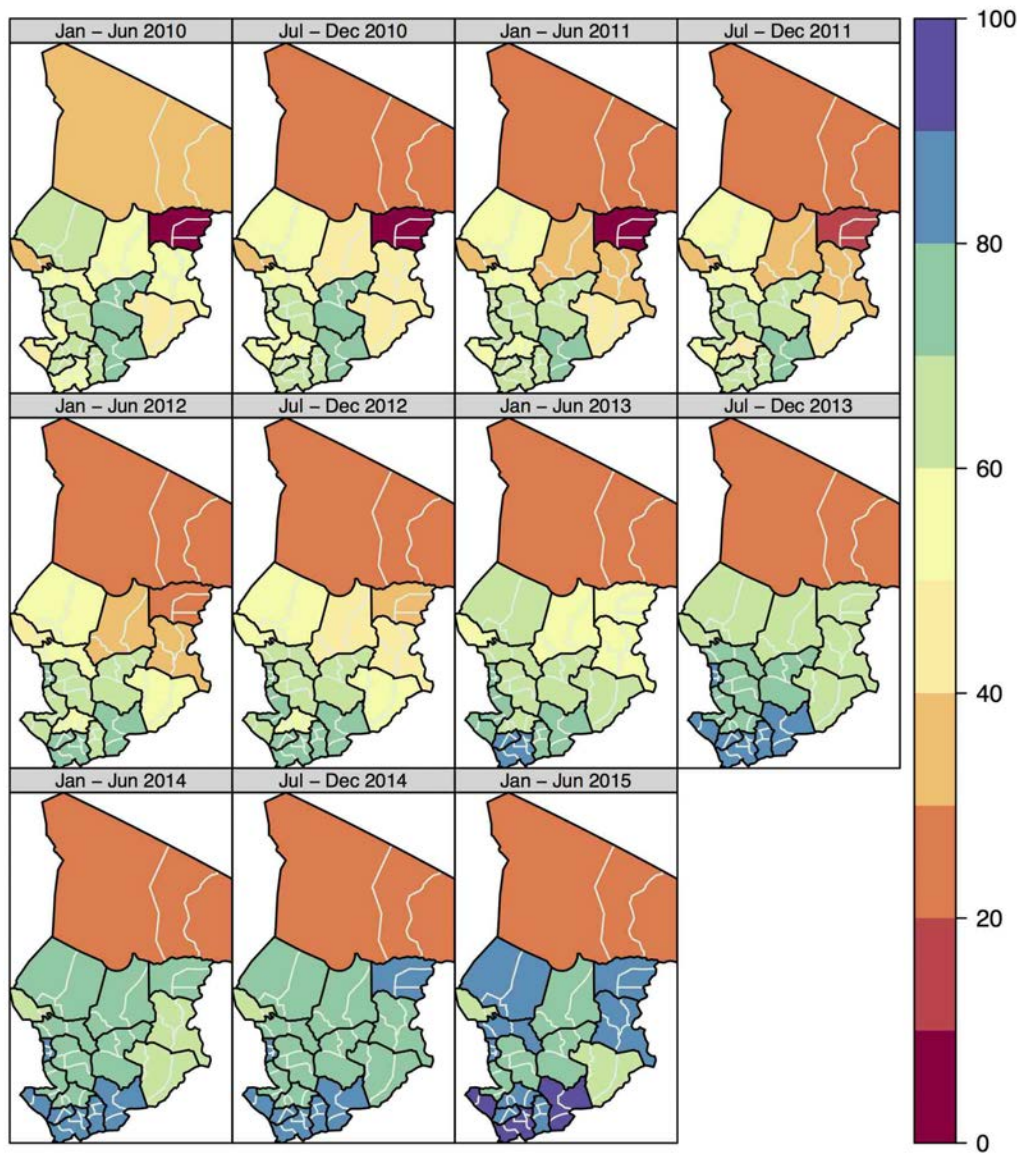 Jan – Jun 2010
Jul – Dec 2010
Jan – Jun 2011
Jul – Dec 2011
Jan – Jun 2012
Jul – Dec 2012
Jan – Jun 2013
Jul – Dec 2013
Jan – Jun 2014
Jul – Dec 2014
Jan – Jun 2015
100
80
60
40
20
0